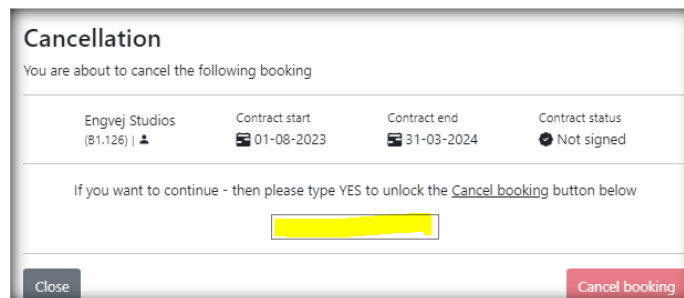 Cancellation
You are about to cancel the following booking
Engvej Studios Contract start Contract end Contract status
(B1.126) | 01-08-2023 31-03-2024 Not signed
If you want to continue - then please type YES to unlock the Cancel booking button below
Close Cancel booking